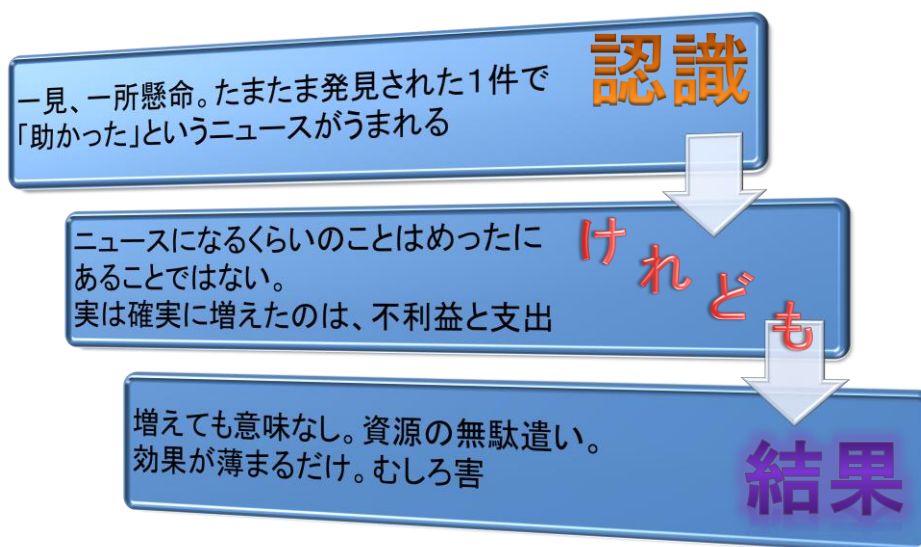 認識
一見、一所懸命。たまたま発見された１件で
「助かった」というニュースがうまれる
けれども
ニュースになるくらいのことはめったに
あることではない。
実は確実に増えたのは、不利益と支出
増えても意味なし。資源の無駄遣い。
効果が薄まるだけ。むしろ害
結果